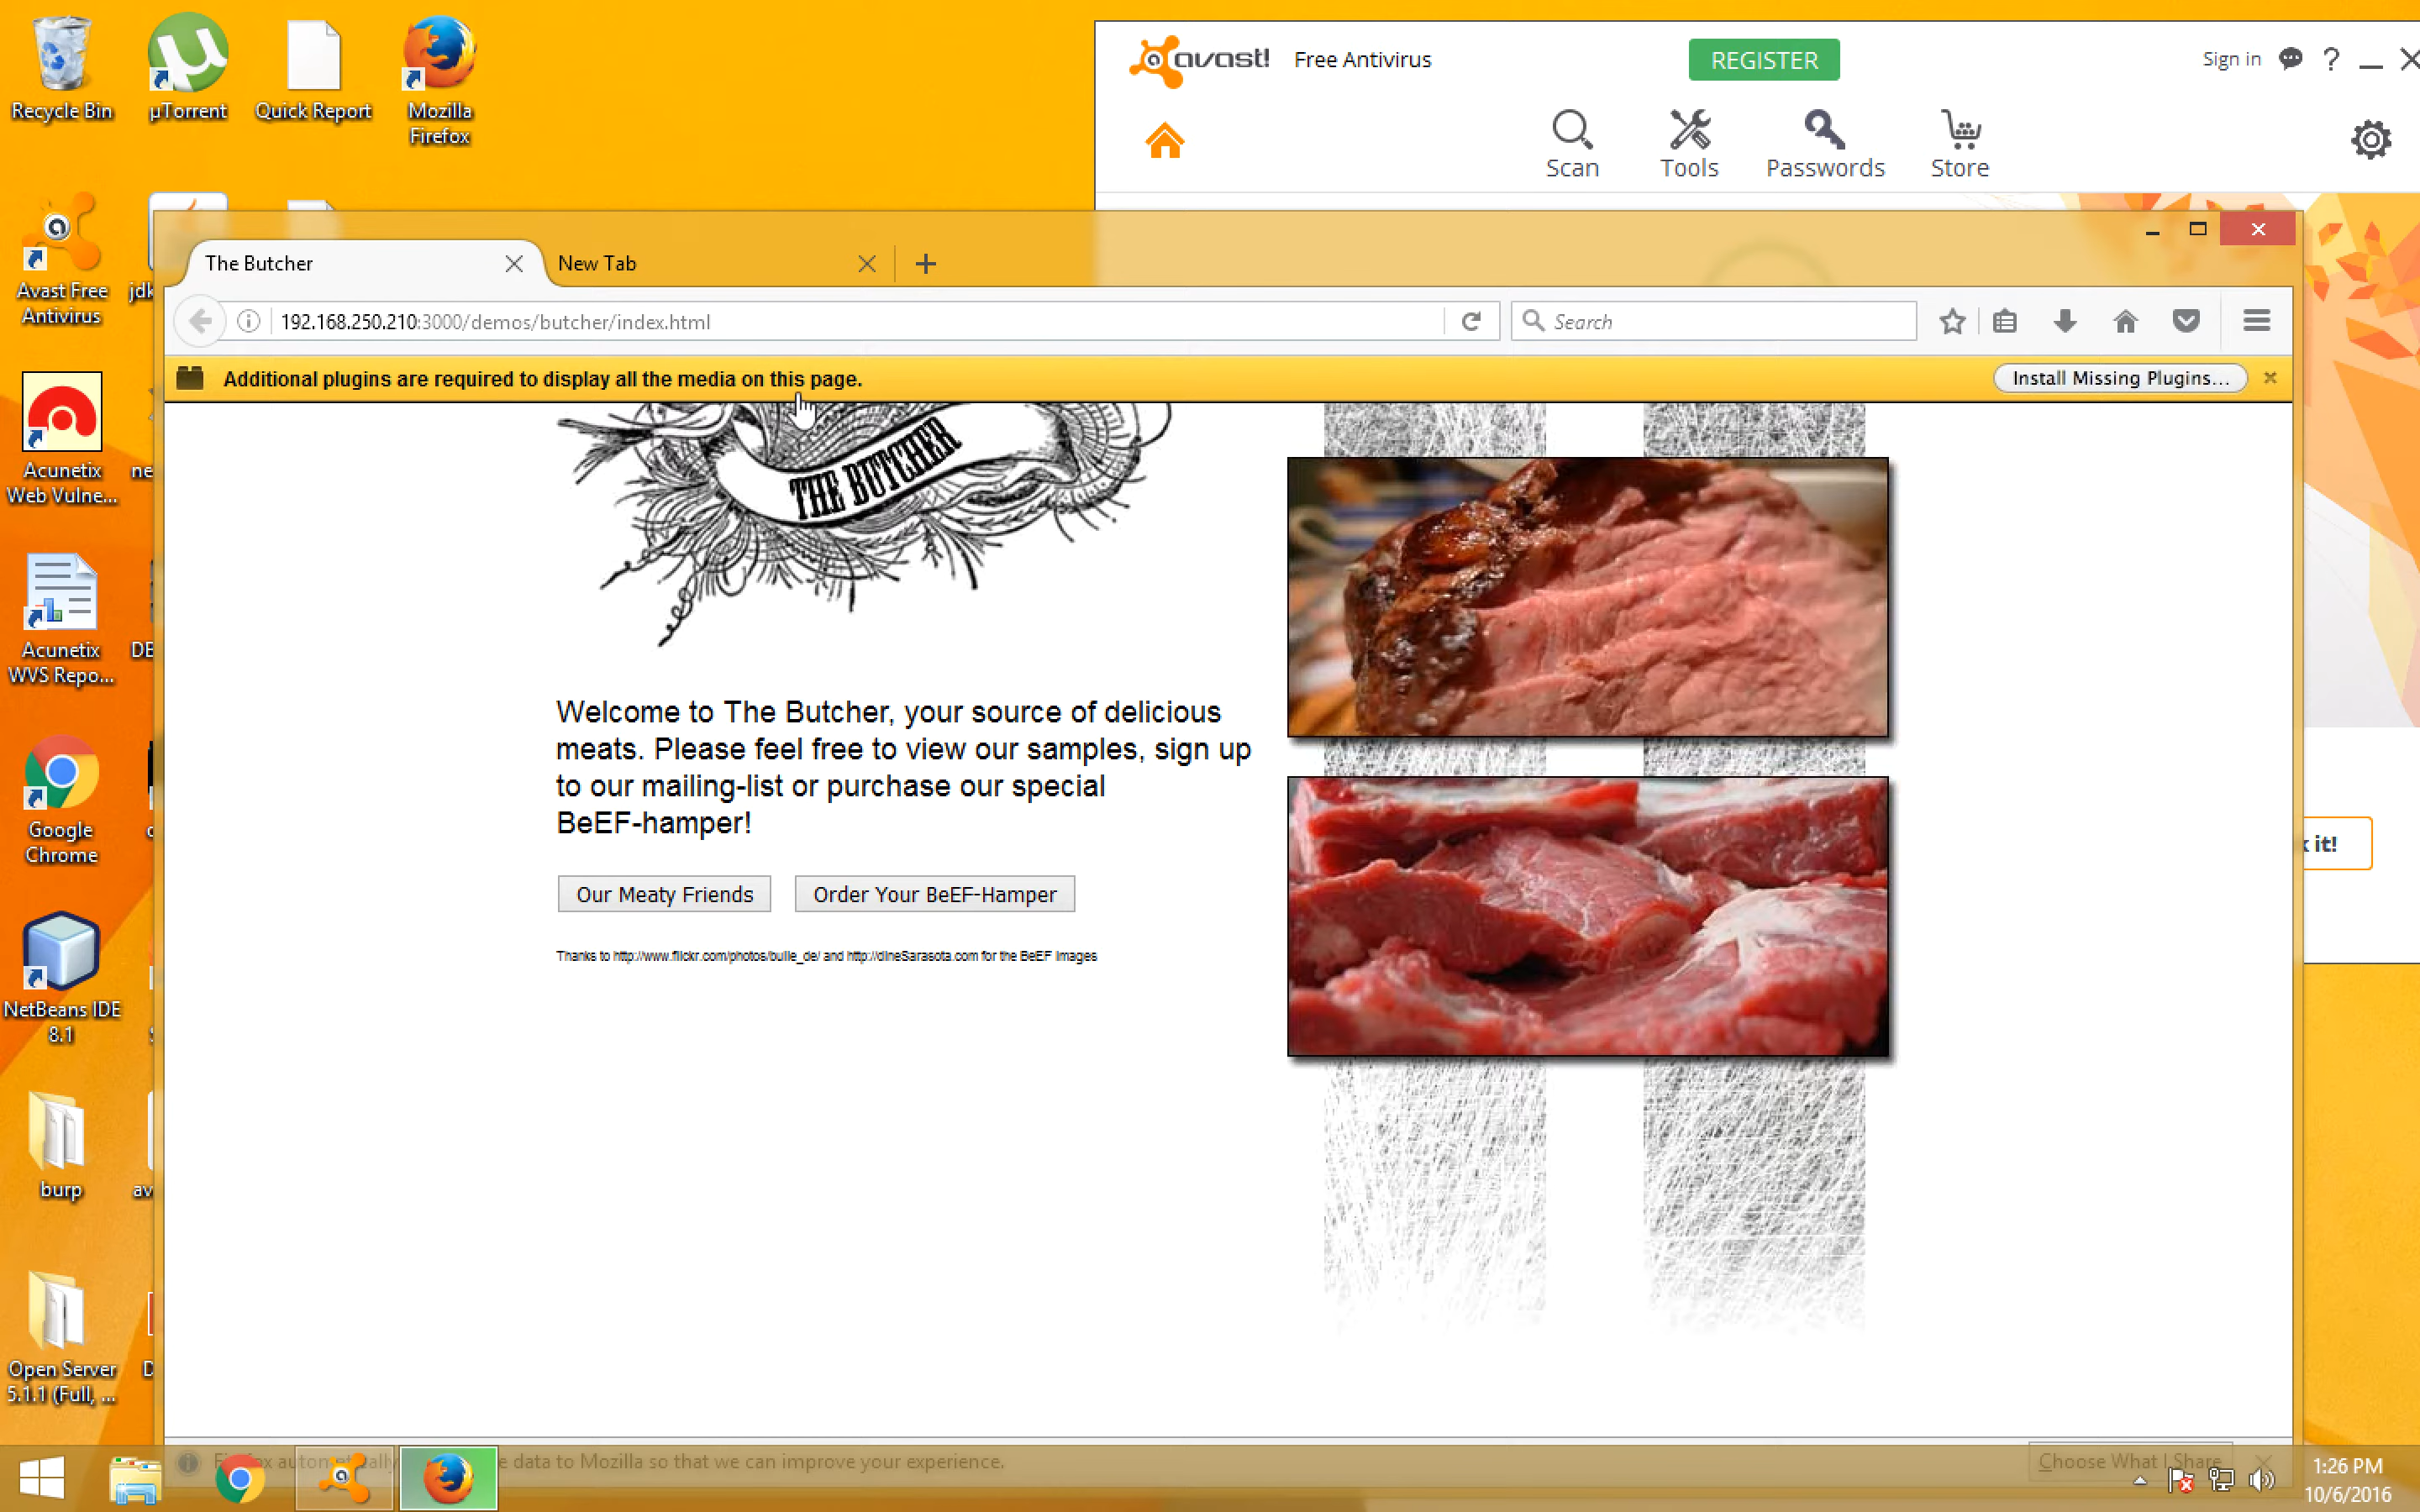 Recycle Bin
µTorrent
Quick Report
Mozilla
Firefox
avast!
Free Antivirus
REGISTER
Sign in
?
Scan
Tools
Passwords
Store
Avast Free
Antivirus
jdk
The Butcher
New Tab
192.168.250.210:3000/demos/butcher/index.html
Search
Additional plugins are required to display all the media on this page.
Install Missing Plugins...
THE BUTCHER
Acunetix
Web Vulne...
ne
Acunetix
WVS Repo...
Welcome to The Butcher, your source of delicious
meats. Please feel free to view our samples, sign up
to our mailing-list or purchase our special
BeEF-hamper!
Google
Chrome
it!
Our Meaty Friends
Order Your BeEF-Hamper
Thanks to http://www.flickr.com/photos/bulle_de/ and http://dineSarasota.com for the BeEF images
NetBeans IDE
8.1
burp
av
Open Server
5.1.1 (Full, ...
data to Mozilla so that we can improve your experience.
Choose What I Share
1:26 PM
10/6/2016